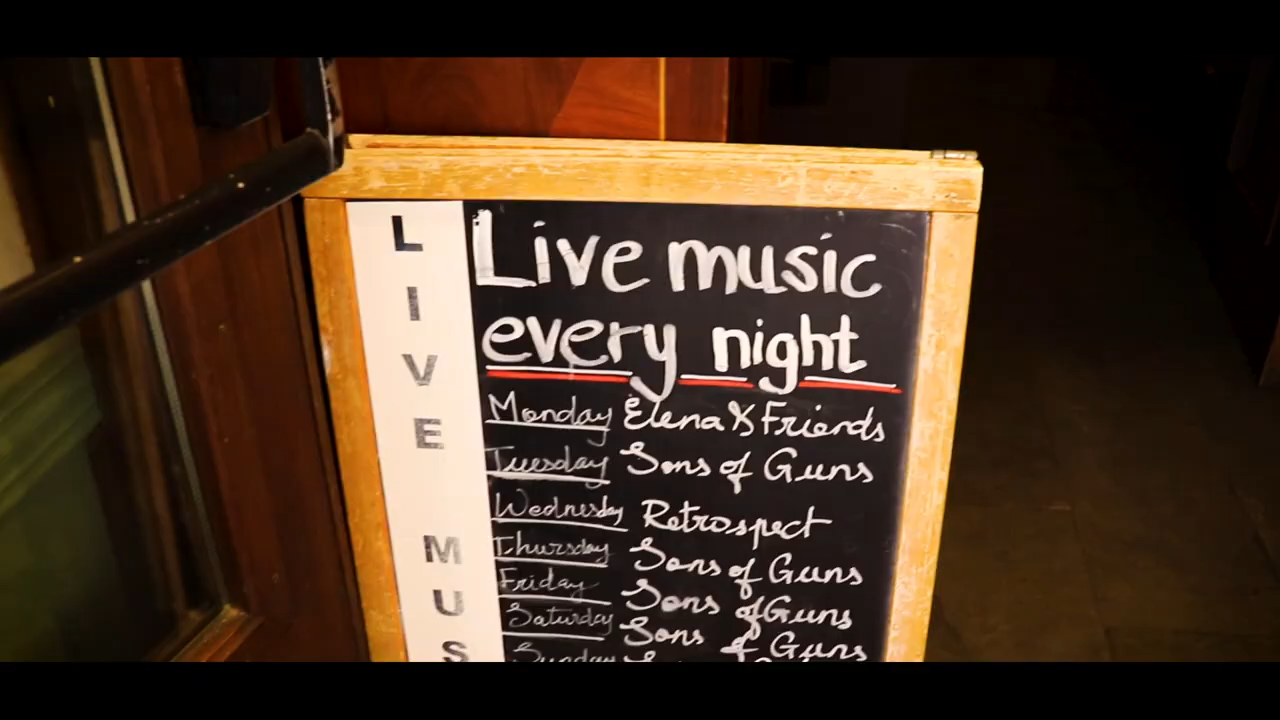 LIVE MUS
Live music
every night
Monday Elena & Friends
Tuesday Sons of Guns
Wednesday Retrospect
Thursday Sons of Guns
Friday Sons of Guns
Saturday Sons of Guns
Sunday